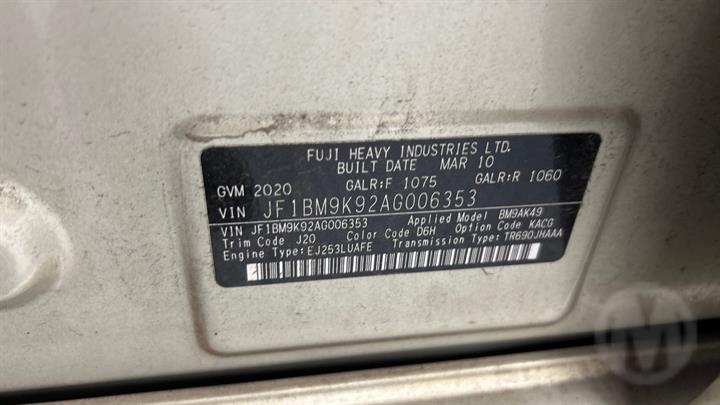 FUJI HEAVY INDUSTRIES LTD.
BUILT DATE MAR 10
GVM 2020 GALR:F 1075 GALR:R 1060
VIN JF1BM9K92AG006353
VIN JF1BM9K92AG006353 Applied Model BM9AK49
Trim Code J20 Color Code D6H Option Code KACG
Engine Type: EJ253LUAFE Transmission Type: TR690JHAAA
M